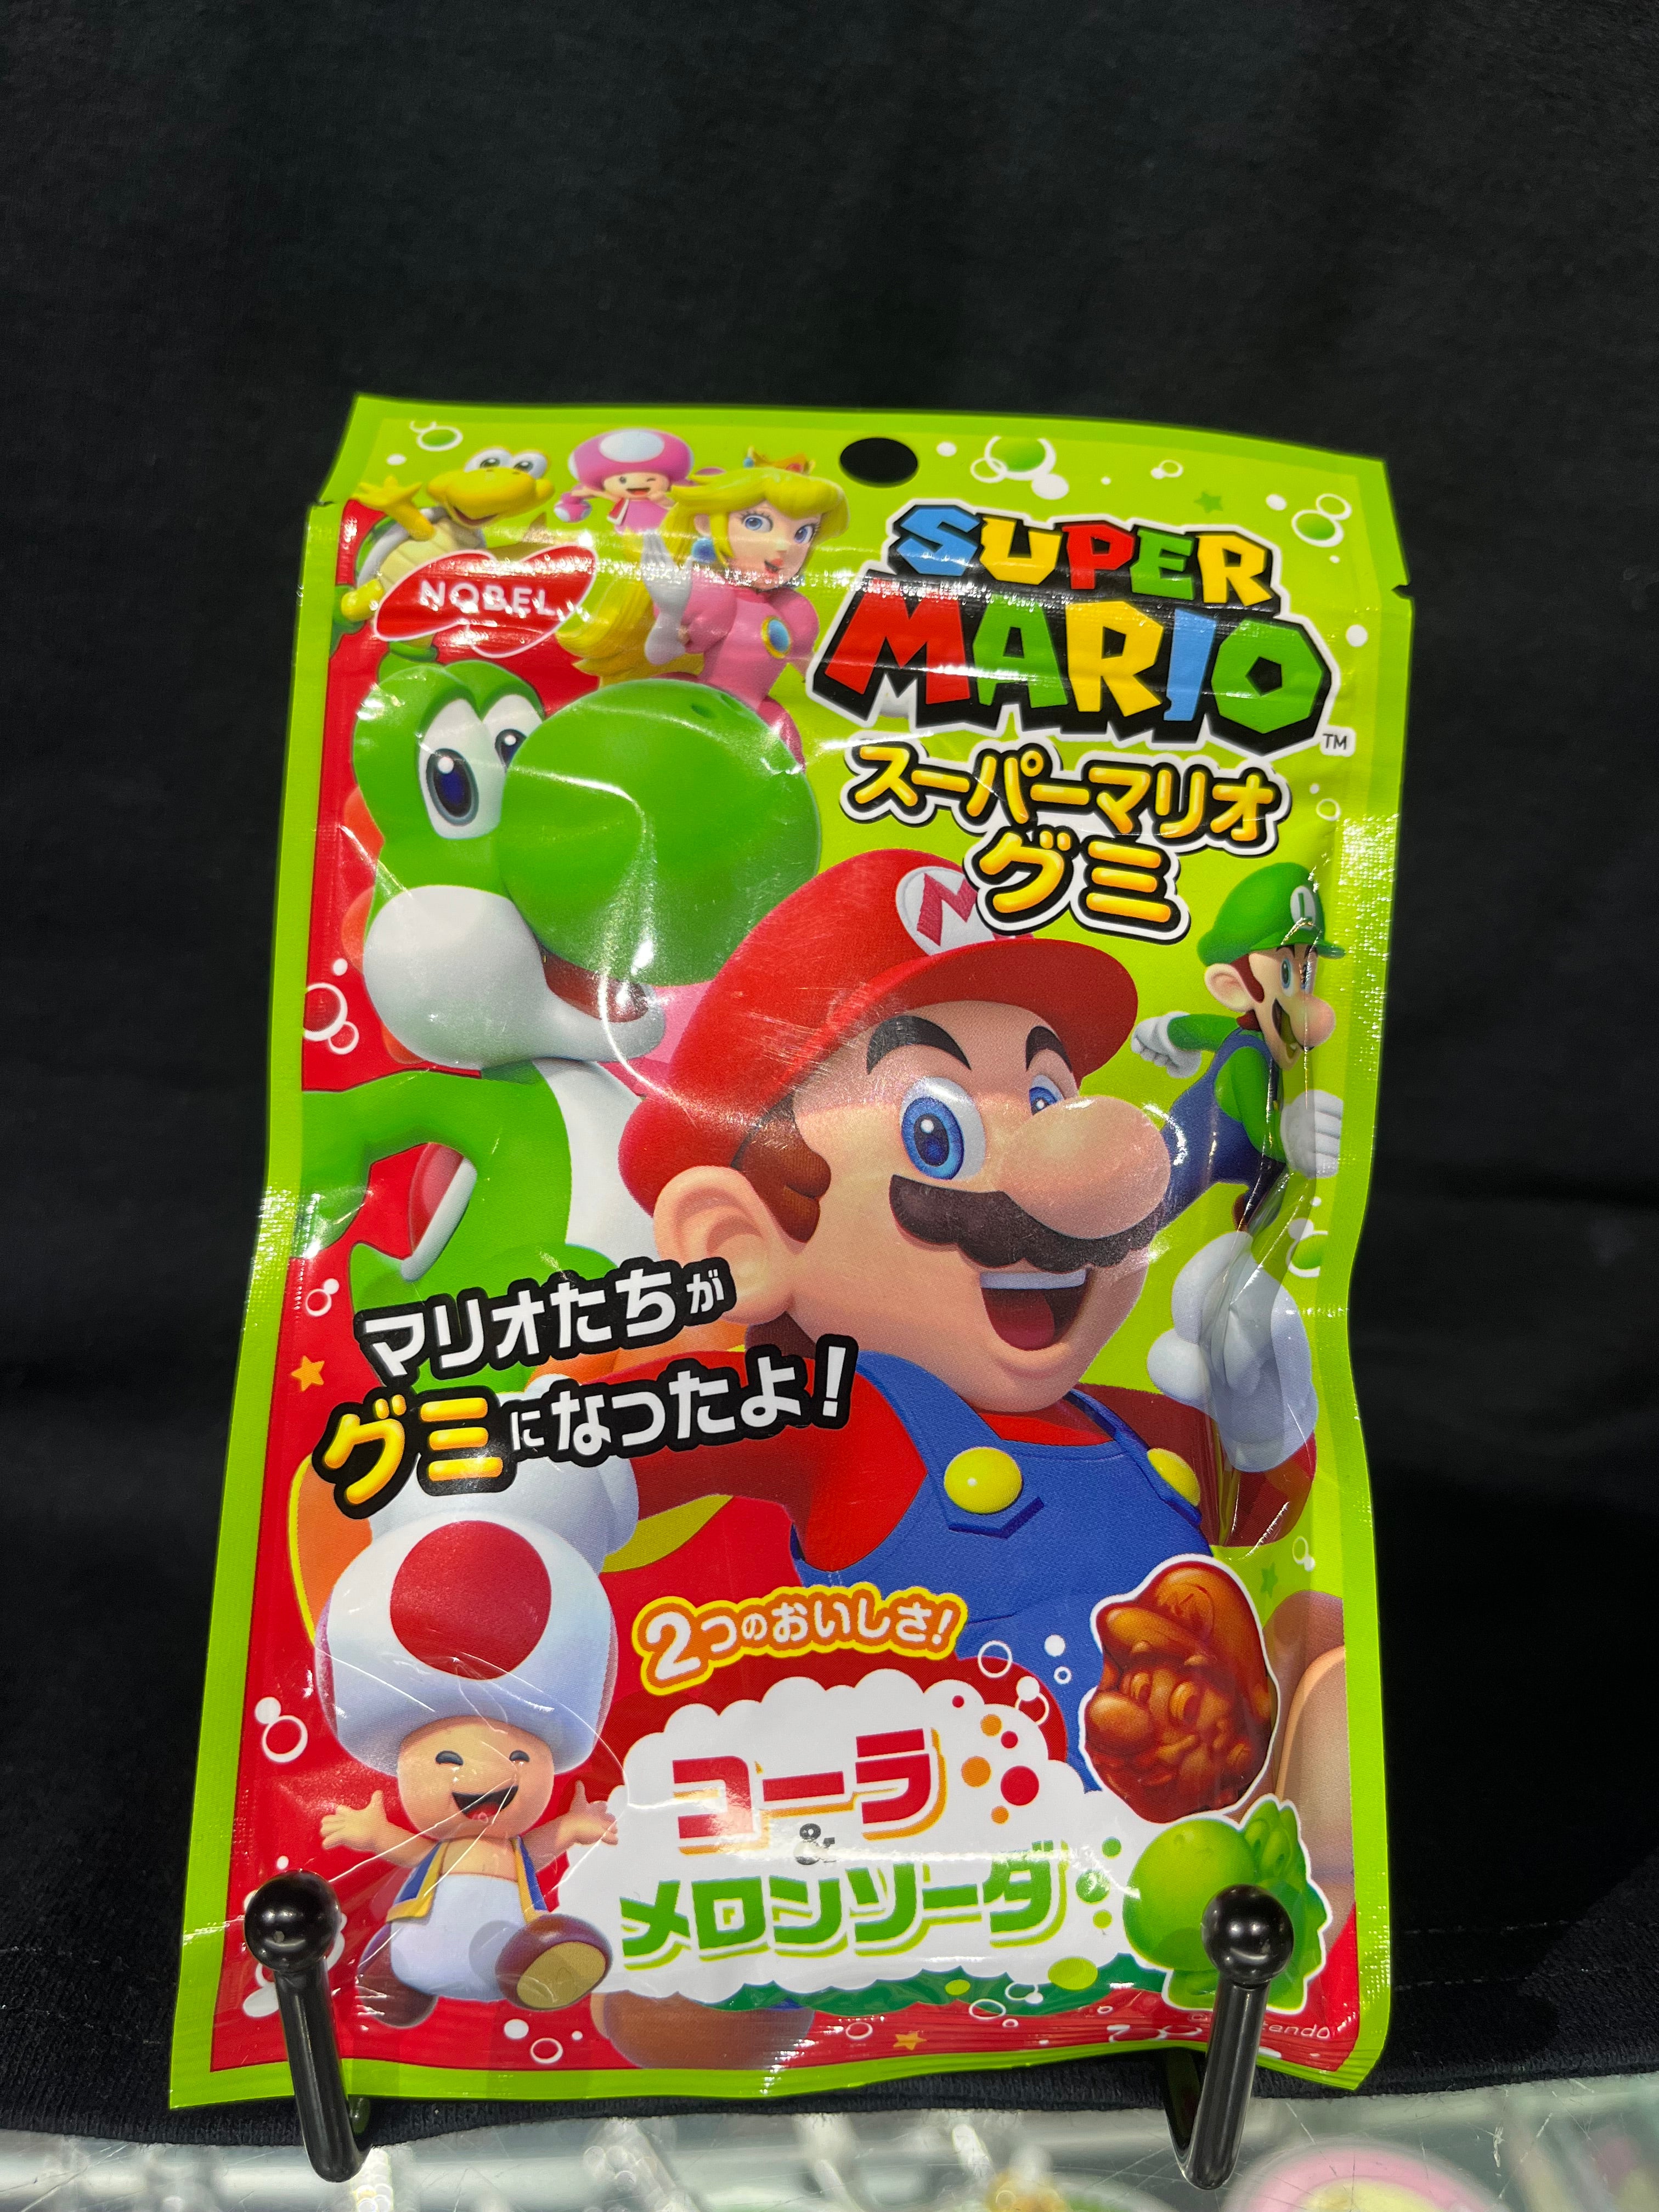 NOBEL
SUPER
MARIO
TM
スーパーマリオ
グミ
M
L
マリオたちが
グミになったよ!
2つのおいしさ!
コーラ
&
メロンソーダ